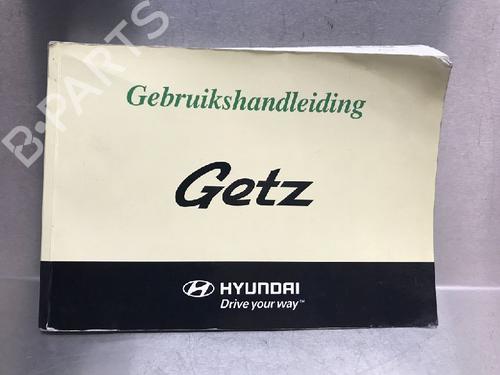 Gebruikshandleiding
Getz
HYUNDAI
Drive your way™
B-PARTS